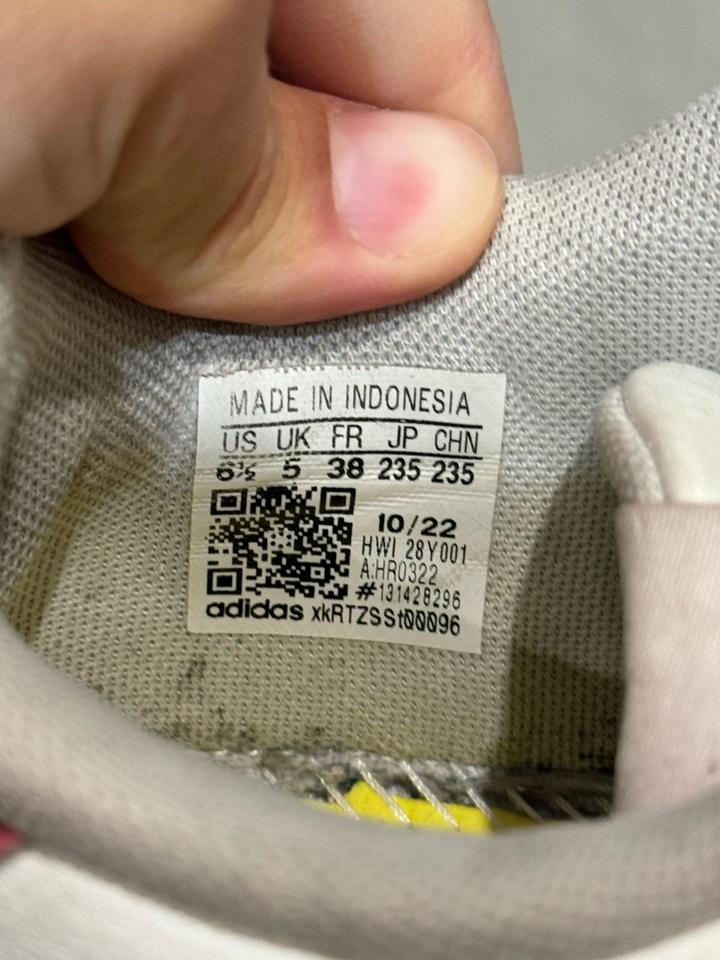 MADE IN INDONESIA
US UK FR JP CHN
6½ 5 38 235 235
10/22
HWI 28Y001
A:HR0322
#131428296
adidas xkRTZSSt00096